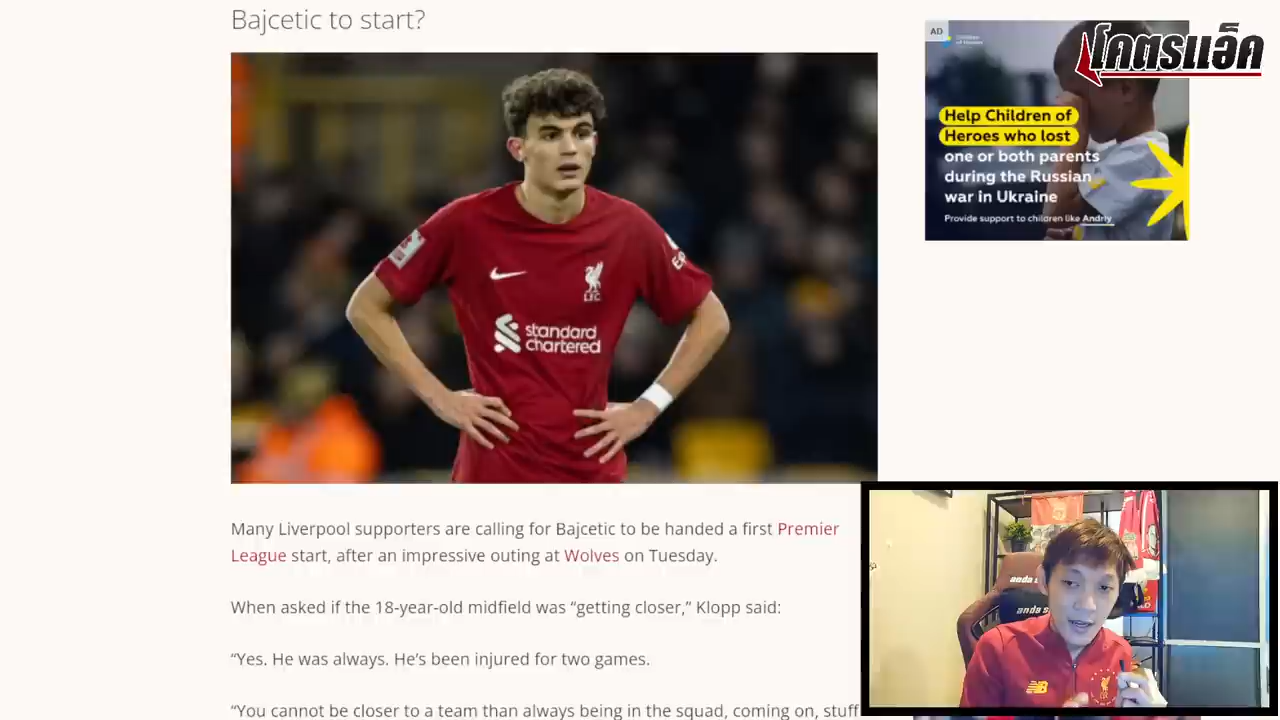 Bajcetic to start?
AD
โคตรแอ็ค
Help Children of
Heroes who lost
one or both parents
during the Russian
war in Ukraine
Provide support to children like Andriy
LFC
standard
chartered
Many Liverpool supporters are calling for Bajcetic to be handed a first Premier
League start, after an impressive outing at Wolves on Tuesday.
When asked if the 18-year-old midfield was “getting closer,” Klopp said:
“Yes. He was always. He’s been injured for two games.
“You cannot be closer to a team than always being in the squad, coming on, stuff